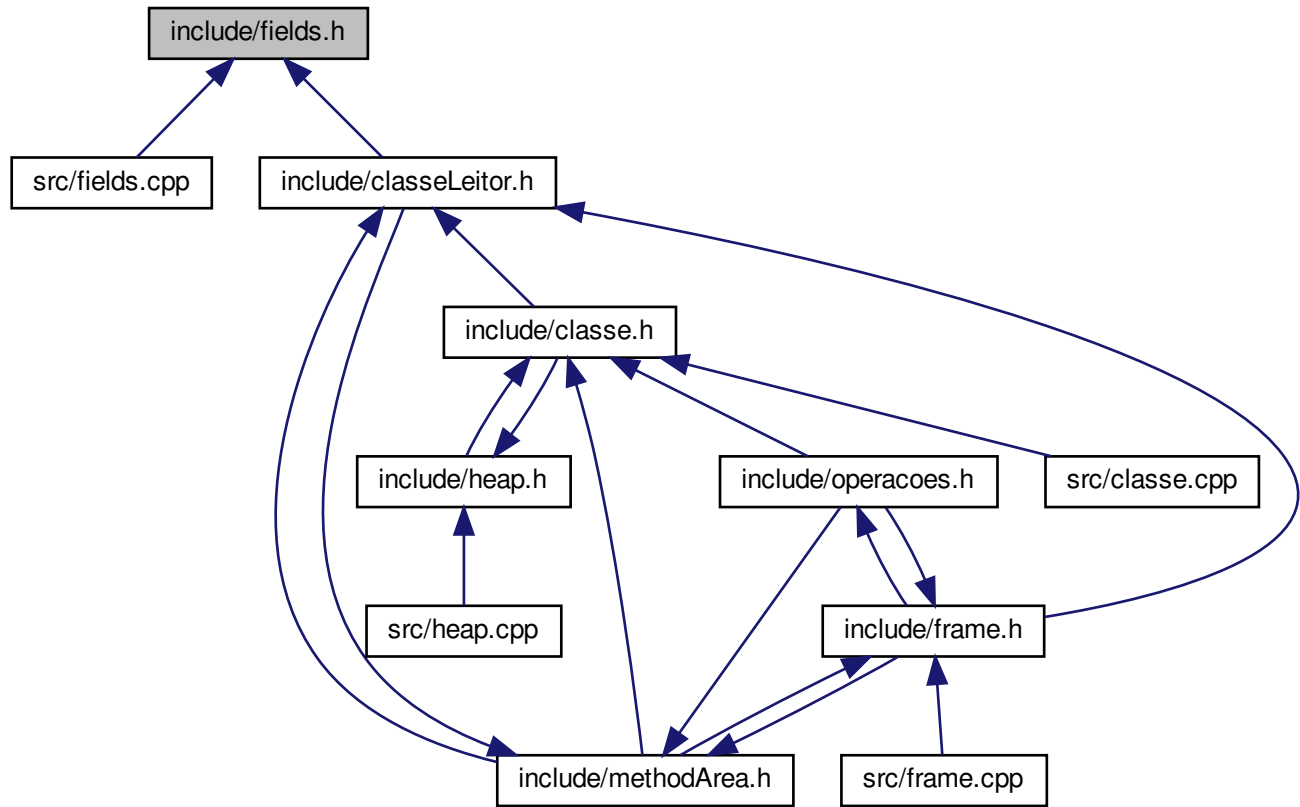 include/fields.h
src/fields.cpp
include/classeLeitor.h
include/classe.h
include/heap.h
include/operacoes.h
src/classe.cpp
src/heap.cpp
include/frame.h
include/methodArea.h
src/frame.cpp